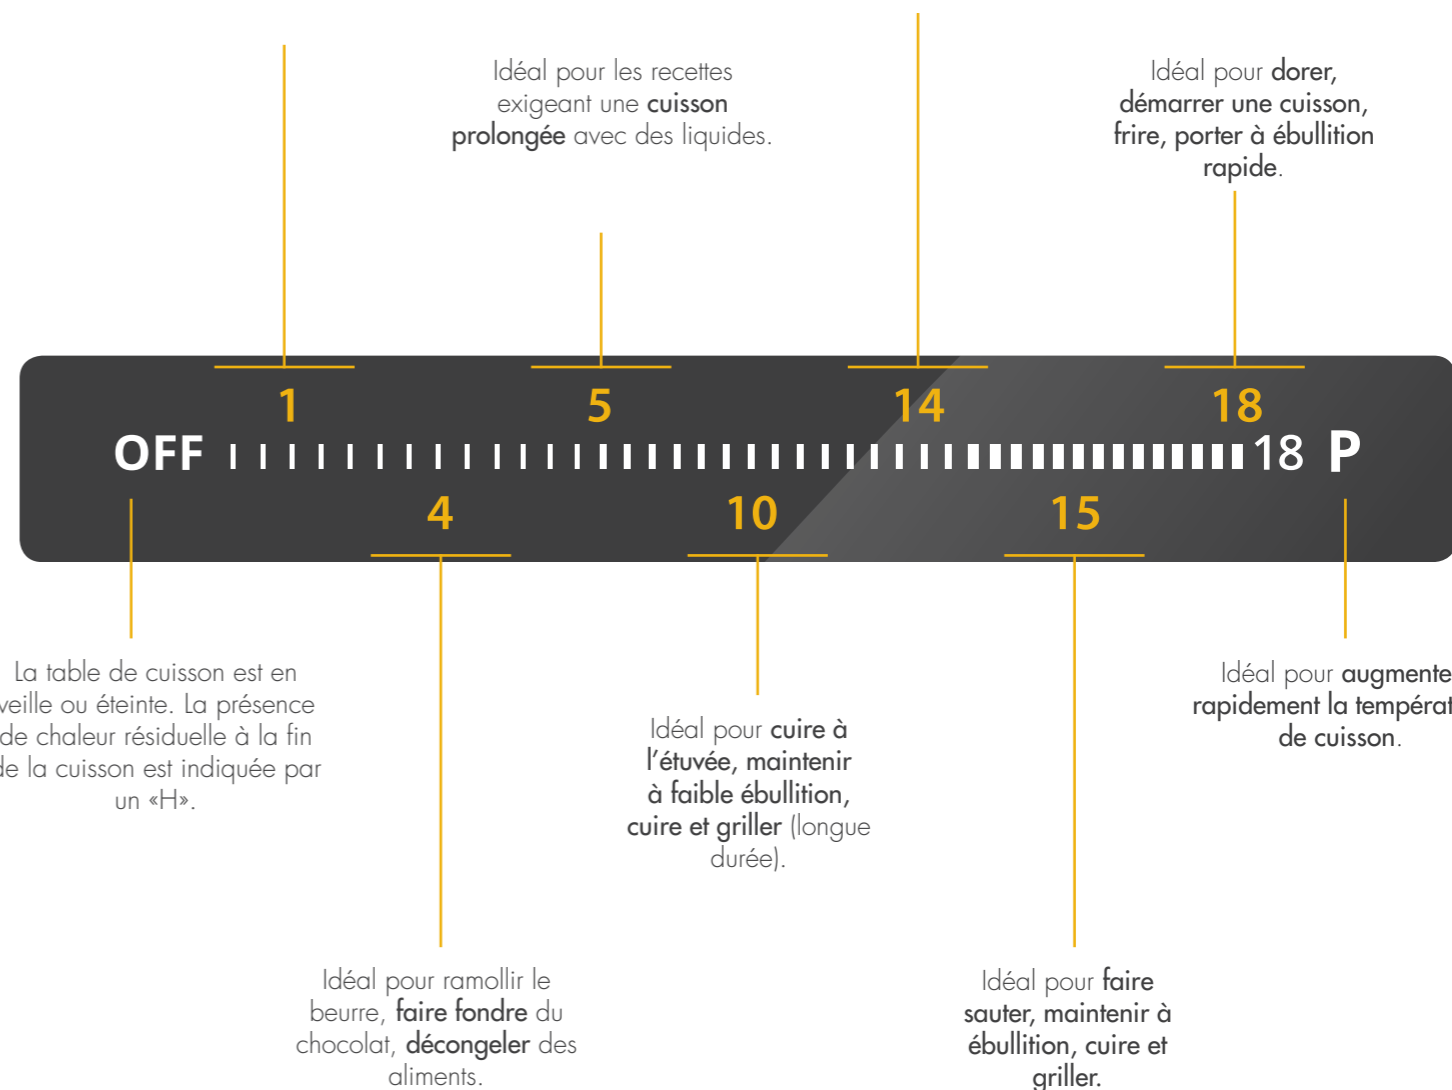 Idéal pour les recettes
exigeant une cuisson
prolongée avec des liquides.
Idéal pour dorer,
démarrer une cuisson,
frire, porter à ébullition
rapide.
1
5
14
18
OFF
18 P
4
10
15
La table de cuisson est en
veille ou éteinte. La présence
de chaleur résiduelle à la fin
de la cuisson est indiquée par
un «H».
Idéal pour cuire à
l'étuvée, maintenir
à faible ébullition,
cuire et griller (longue
durée).
Idéal pour augmente
rapidement la températ
de cuisson.
Idéal pour ramollir le
beurre, faire fondre du
chocolat, décongeler des
aliments.
Idéal pour faire
sauter, maintenir à
ébullition, cuire et
griller.